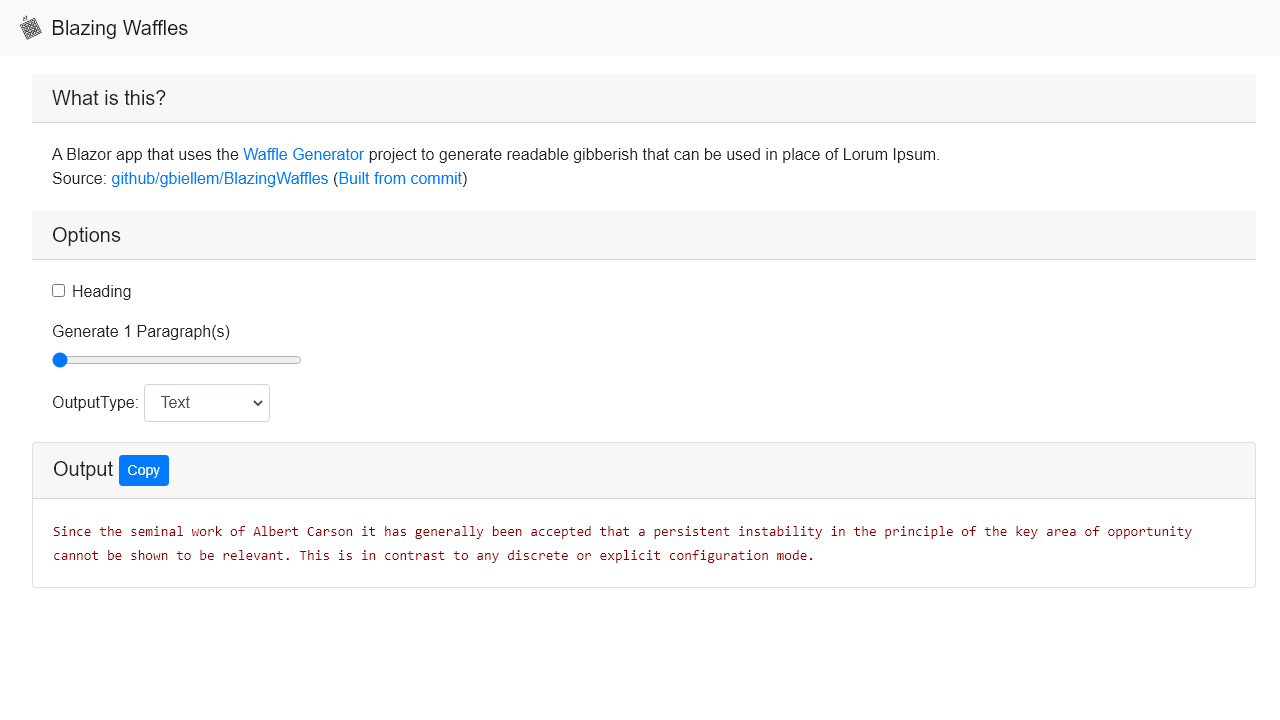 Blazing Waffles
What is this?
A Blazor app that uses the Waffle Generator project to generate readable gibberish that can be used in place of Lorum Ipsum.
Source: github/gbiellem/BlazingWaffles (Built from commit)
Options
Heading
Generate 1 Paragraph(s)
OutputType: Text
Output Copy
Since the seminal work of Albert Carson it has generally been accepted that a persistent instability in the principle of the key area of opportunity
cannot be shown to be relevant. This is in contrast to any discrete or explicit configuration mode.